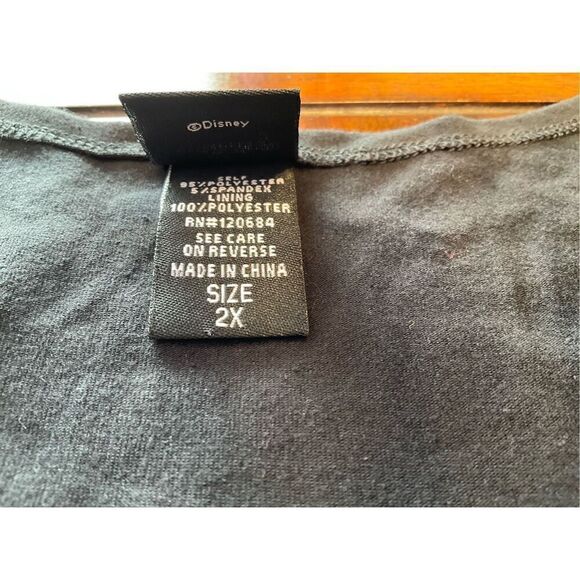 ©Disney
SELF
95%POLYESTER
5%SPANDEX
LINING
100%POLYESTER
RN#120684
SEE CARE
ON REVERSE
MADE IN CHINA
SIZE
2X